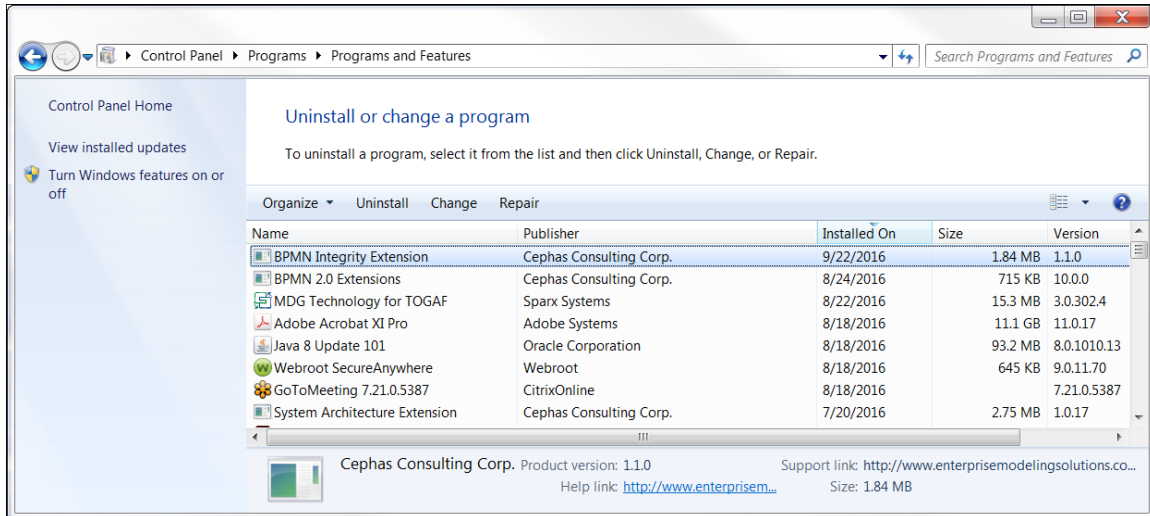 Control Panel Programs Programs and Features Search Programs and Features
Control Panel Home
View installed updates
Turn Windows features on or
off
Uninstall or change a program
To uninstall a program, select it from the list and then click Uninstall, Change, or Repair.
Organize Uninstall Change Repair
Name Publisher Installed On Size Version
BPMN Integrity Extension Cephas Consulting Corp. 9/22/2016 1.84 MB 1.1.0
BPMN 2.0 Extensions Cephas Consulting Corp. 8/24/2016 715 KB 10.0.0
MDG Technology for TOGAF Sparx Systems 8/22/2016 15.3 MB 3.0.302.4
Adobe Acrobat XI Pro Adobe Systems 8/18/2016 11.1 GB 11.0.17
Java 8 Update 101 Oracle Corporation 8/18/2016 93.2 MB 8.0.1010.13
Webroot SecureAnywhere Webroot 8/18/2016 645 KB 9.0.11.70
GoToMeeting 7.21.0.5387 CitrixOnline 8/18/2016 7.21.0.5387
System Architecture Extension Cephas Consulting Corp. 7/20/2016 2.75 MB 1.0.17
Cephas Consulting Corp. Product version: 1.1.0 Support link: http://www.enterprisemodelingsolutions.co...
Help link: http://www.enterprisem... Size: 1.84 MB